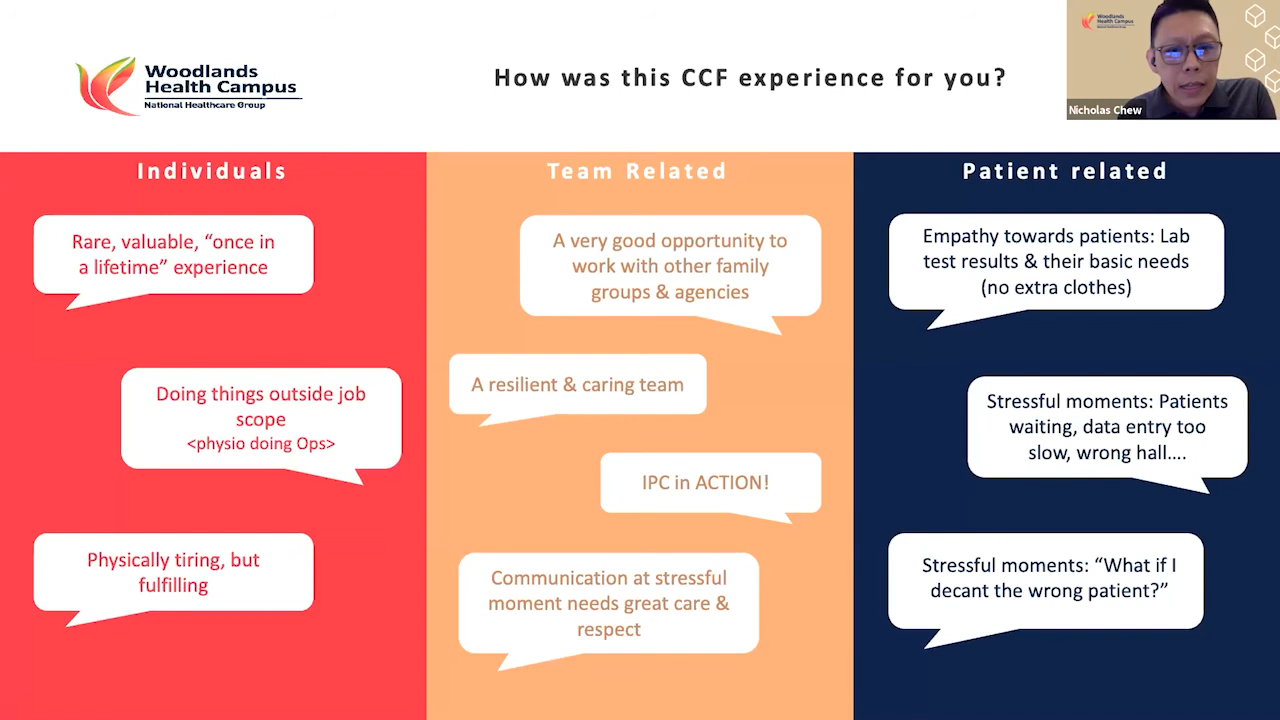 Woodlands
Health Campus
National Healthcare Group
How was this CCF experience for you?
Woodlands
Health Campus
Nicholas Chew
Individuals
Rare, valuable, “once in
a lifetime” experience
Doing things outside job
scope
<physio doing Ops>
Physically tiring, but
fulfilling
Team Related
A very good opportunity to
work with other family
groups & agencies
A resilient & caring team
IPC in ACTION!
Communication at stressful
moment needs great care &
respect
Patient related
Empathy towards patients: Lab
test results & their basic needs
(no extra clothes)
Stressful moments: Patients
waiting, data entry too
slow, wrong hall....
Stressful moments: “What if I
decant the wrong patient?”